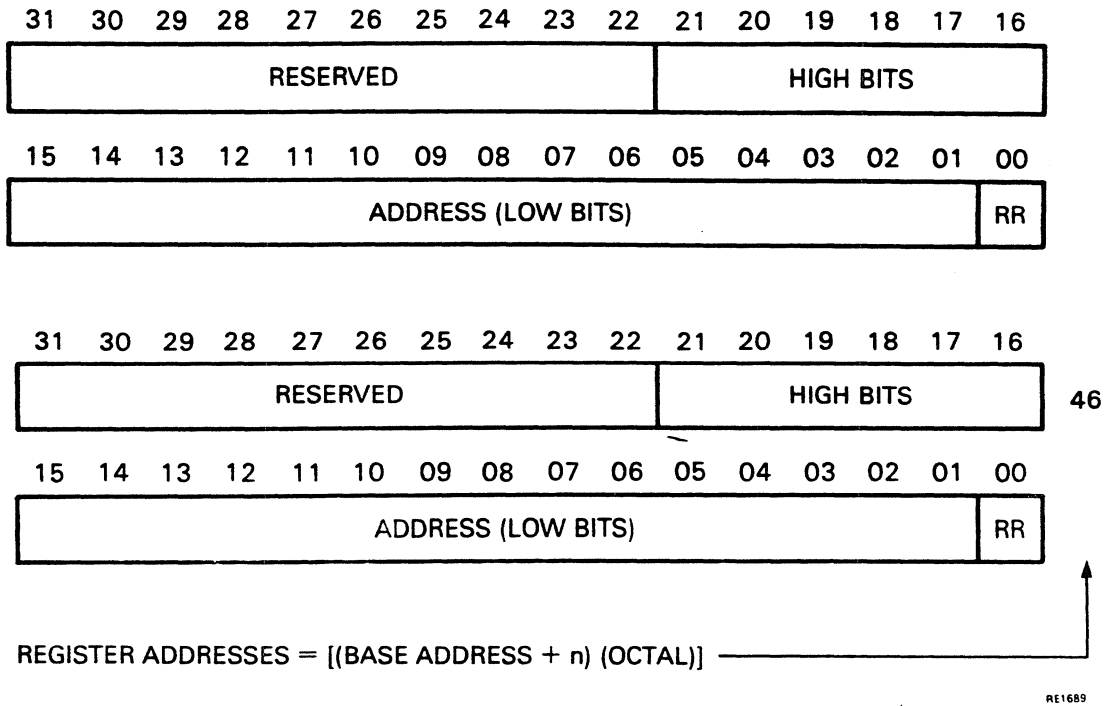 31 30 29 28 27 26 25 24 23 22 21 20 19 18 17 16
RESERVED HIGH BITS
15 14 13 12 11 10 09 08 07 06 05 04 03 02 01 00
ADDRESS (LOW BITS) RR
31 30 29 28 27 26 25 24 23 22 21 20 19 18 17 16
RESERVED HIGH BITS 46
15 14 13 12 11 10 09 08 07 06 05 04 03 02 01 00
ADDRESS (LOW BITS) RR
REGISTER ADDRESSES = [(BASE ADDRESS + n) (OCTAL)]
RE1689